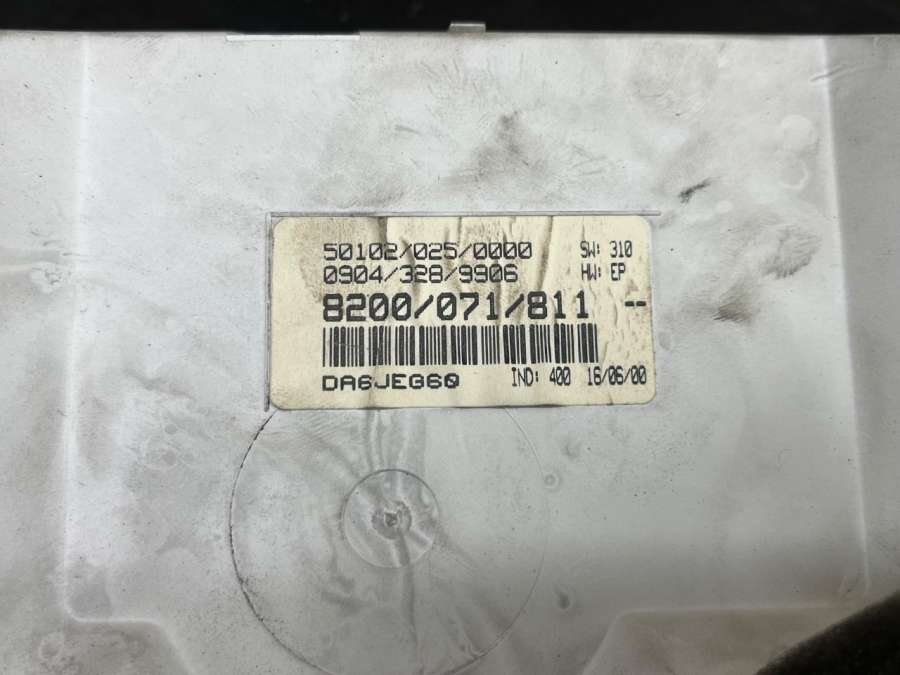 50102/025/0000 SW: 310
0904/328/9906 HW: EP
8200/071/811 --
DA6JEG60 IND: 400 16/06/00